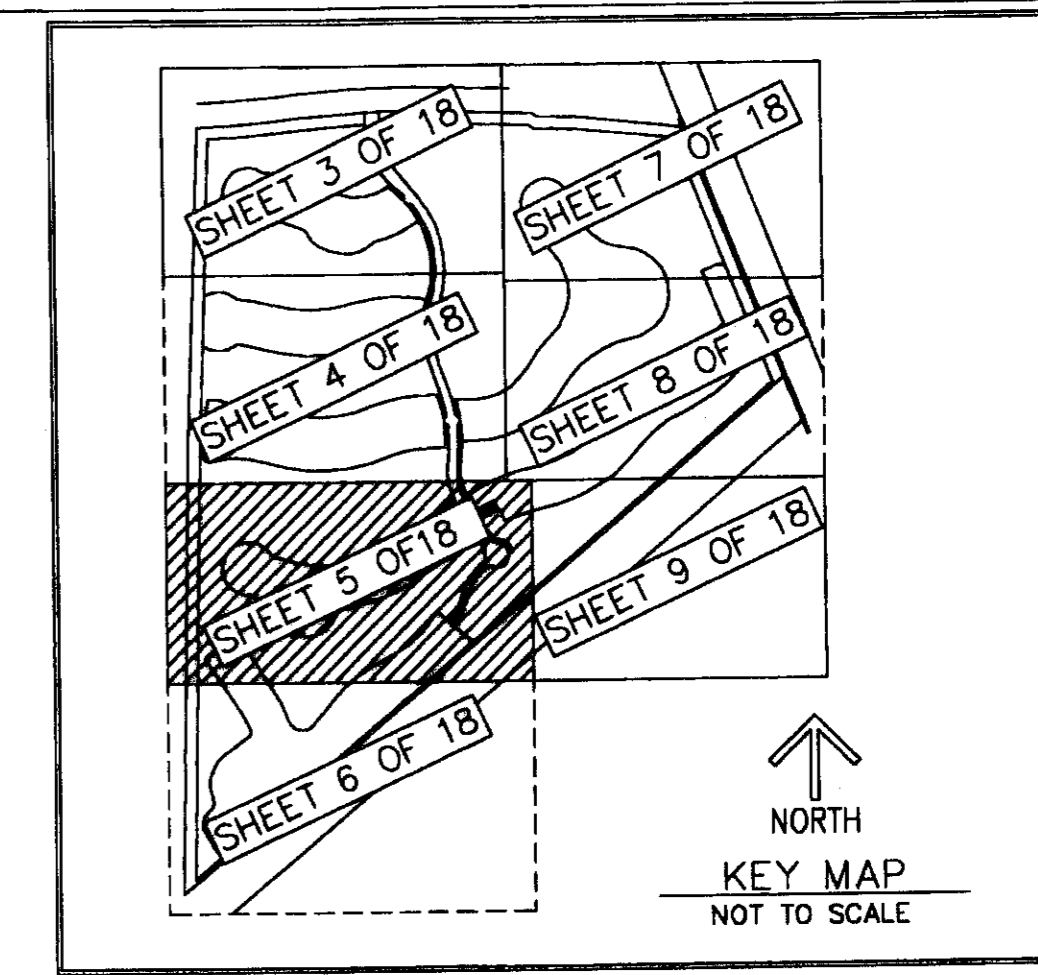 SHEET 3 OF 18
SHEET 7 OF 18
SHEET 4 OF 18
SHEET 8 OF 18
SHEET 5 OF18
SHEET 9 OF 18
SHEET 6 OF 18
NORTH
KEY MAP
NOT TO SCALE